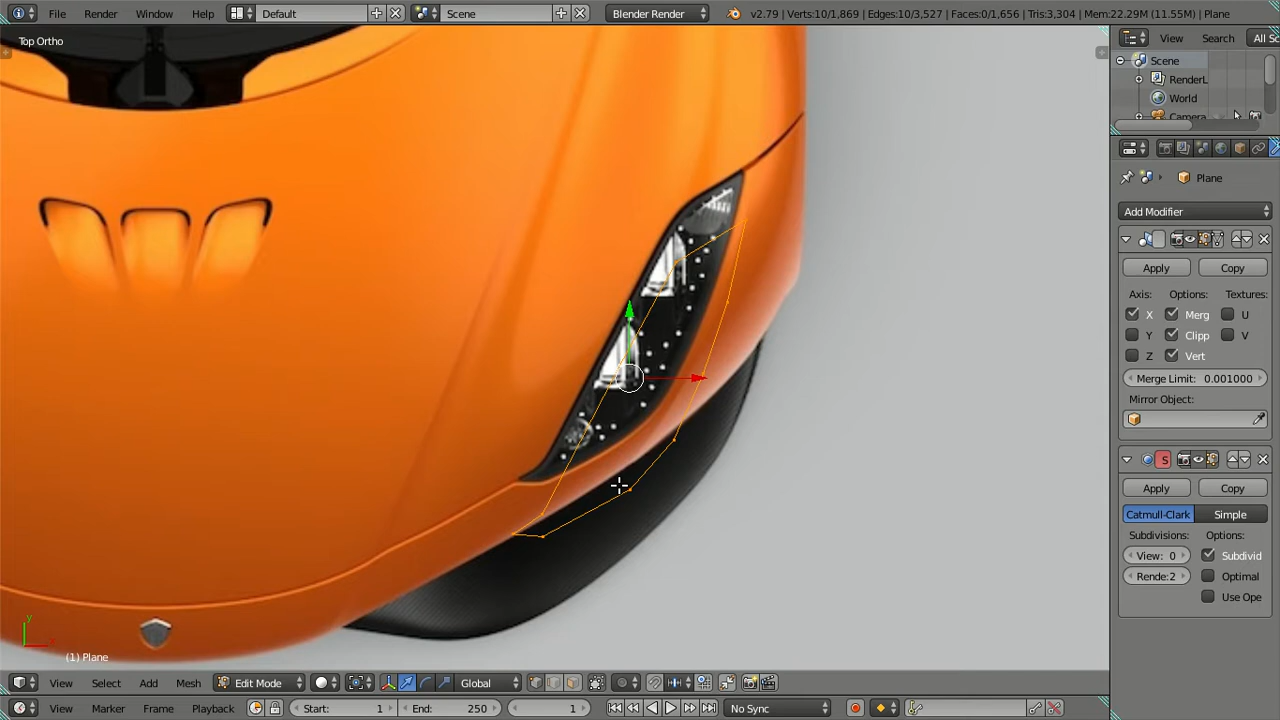 File Render Window Help Default Scene Blender Render v2.79 | Verts:10/1,869 | Edges:10/3,527 | Faces:0/1,656 | Tris:3,304 | Mem:22.29M (11.55M) | Plane
Top Ortho
View Search All Sc
Scene
RenderL
World
Camera
Plane
Add Modifier
Apply Copy
Axis: Options: Textures:
X Merg U
Y Clipp V
Z Vert
Merge Limit: 0.001000
Mirror Object:
S
Apply Copy
Catmull-Clark Simple
Subdivisions: Options:
View: 0 Subdivid
Rende:2 Optimal
Use Ope
y
x
(1) Plane
View Select Add Mesh Edit Mode Global
View Marker Frame Playback Start: 1 End: 250 1 No Sync